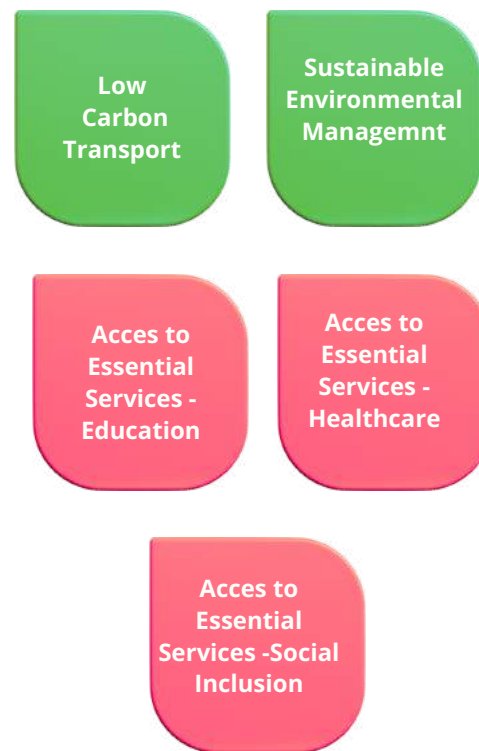 Low
Carbon
Transport
Sustainable
Environmental
Managemnt
Acces to
Essential
Services -
Education
Acces to
Essential
Services -
Healthcare
Acces to
Essential
Services -Social
Inclusion